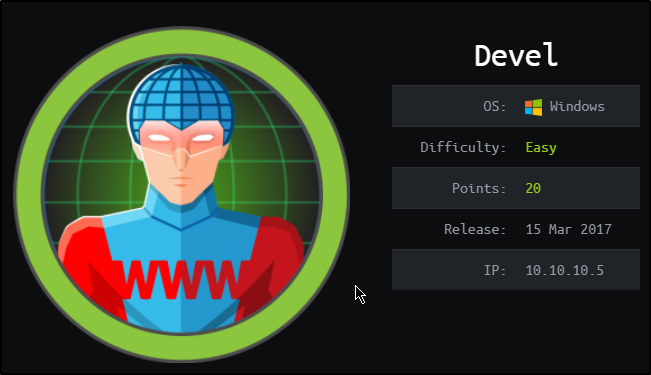 Devel
OS: Windows
Difficulty: Easy
Points: 20
Release: 15 Mar 2017
IP: 10.10.10.5
WWW